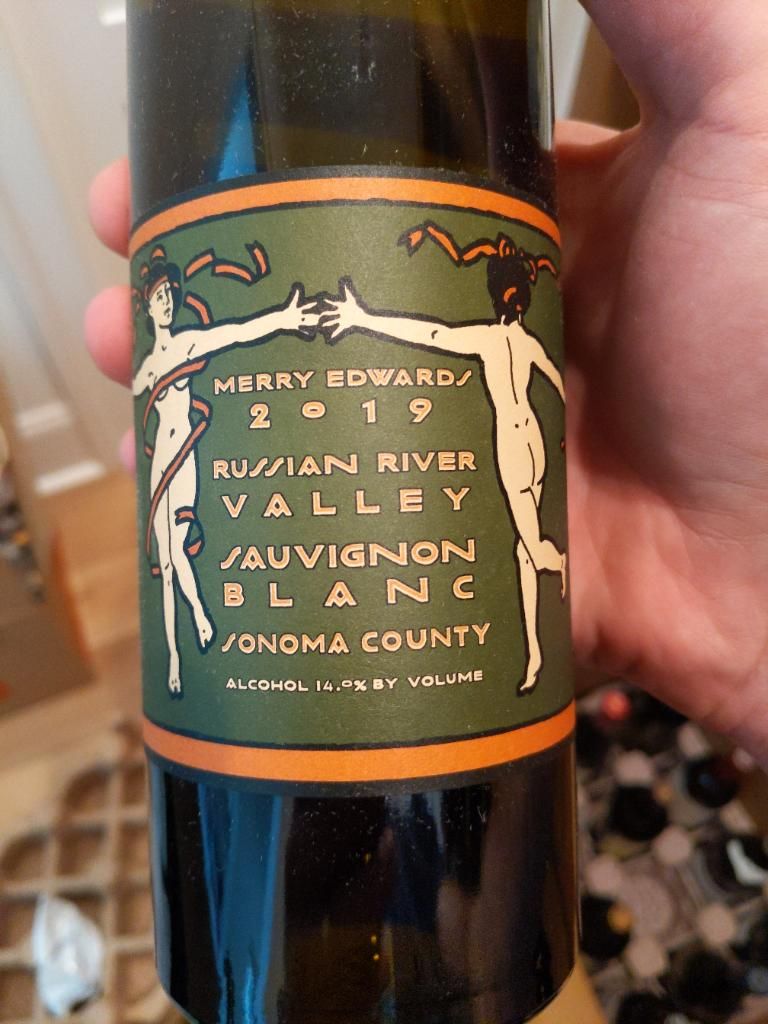 MERRY EDWARDS
2019
RUSSIAN RIVER
VALLEY
SAUVIGNON
BLANC
SONOMA COUNTY
ALCOHOL 14.0% BY VOLUME